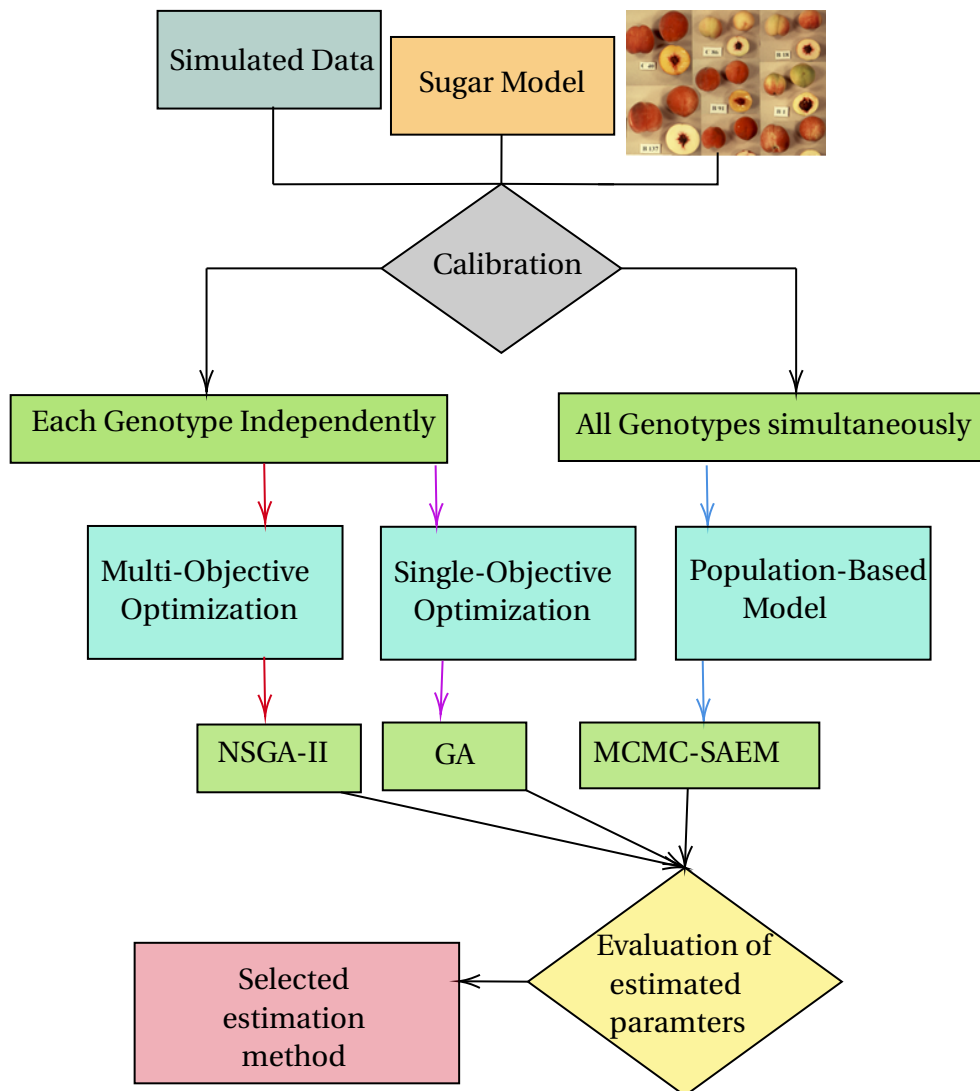 Simulated Data
Sugar Model
H 137
Calibration
Each Genotype Independently
All Genotypes simultaneously
Multi-Objective
Optimization
Single-Objective
Optimization
Population-Based
Model
NSGA-II
GA
MCMC-SAEM
Evaluation of
estimated
paramters
Selected
estimation
method